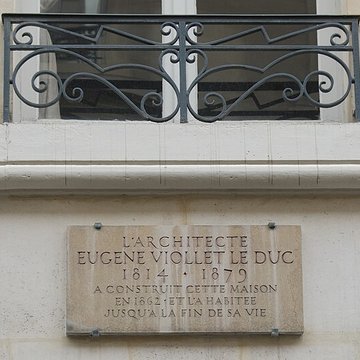 L'ARCHITECTE
EUGENE VIOLLET LE DUC
1814 • 1879
A CONSTRUIT CETTE MAISON
EN 1862 • ET L'A HABITEE
JUSQU'A LA FIN DE SA VIE